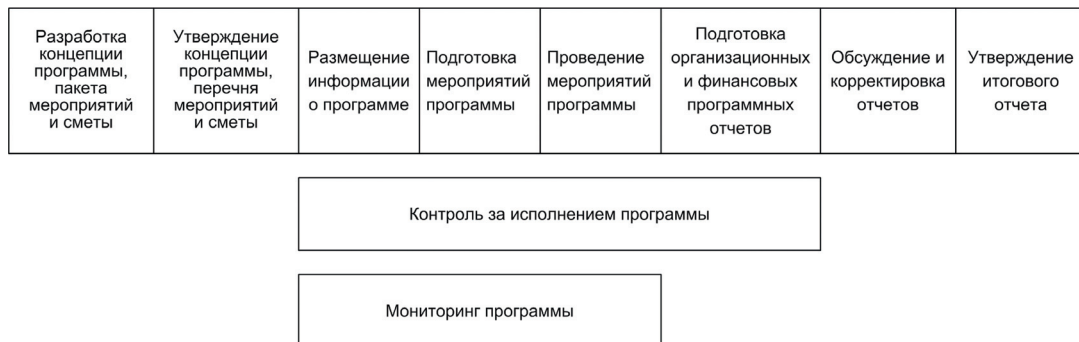 Разработка
концепции
программы,
пакета
мероприятий
и сметы
Утверждение
концепции
программы,
перечня
мероприятий
и сметы
Размещение
информации
о программе
Подготовка
мероприятий
программы
Проведение
мероприятий
программы
Подготовка
организационных
и финансовых
программных
отчетов
Обсуждение и
корректировка
отчетов
Утверждение
итогового
отчета
Контроль за исполнением программы
Мониторинг программы